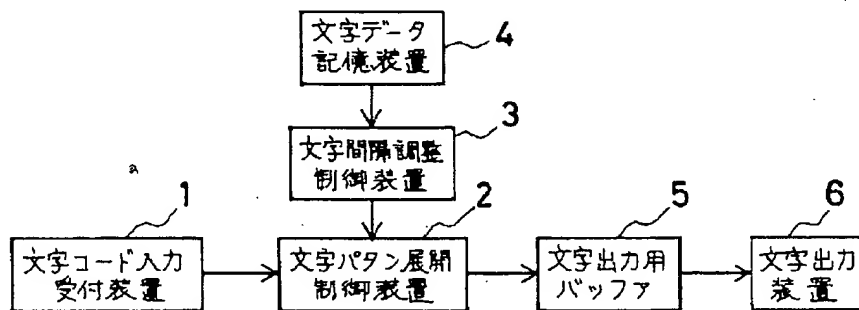 文字データ
記憶装置
4
文字間隔調整
制御装置
3
1
文字コード入力
受付装置
2
文字パタン展開
制御装置
5
文字出力用
バッファ
6
文字出力
装置